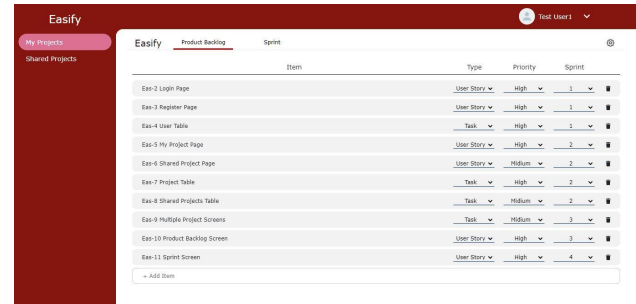 Easify
Test User1
My Projects
Shared Projects
Easify Product Backlog Sprint
Item Type Priority Sprint
Eas-2 Login Page User Story High 1
Eas-3 Register Page User Story High 1
Eas-4 User Table Task High 1
Eas-5 My Project Page User Story High 2
Eas-6 Shared Project Page User Story Midium 2
Eas-7 Project Table Task High 2
Eas-8 Shared Projects Table Task Midium 2
Eas-9 Multiple Project Screens Task Midium 3
Eas-10 Product Backlog Screen User Story High 3
Eas-11 Sprint Screen User Story High 4
+ Add Item